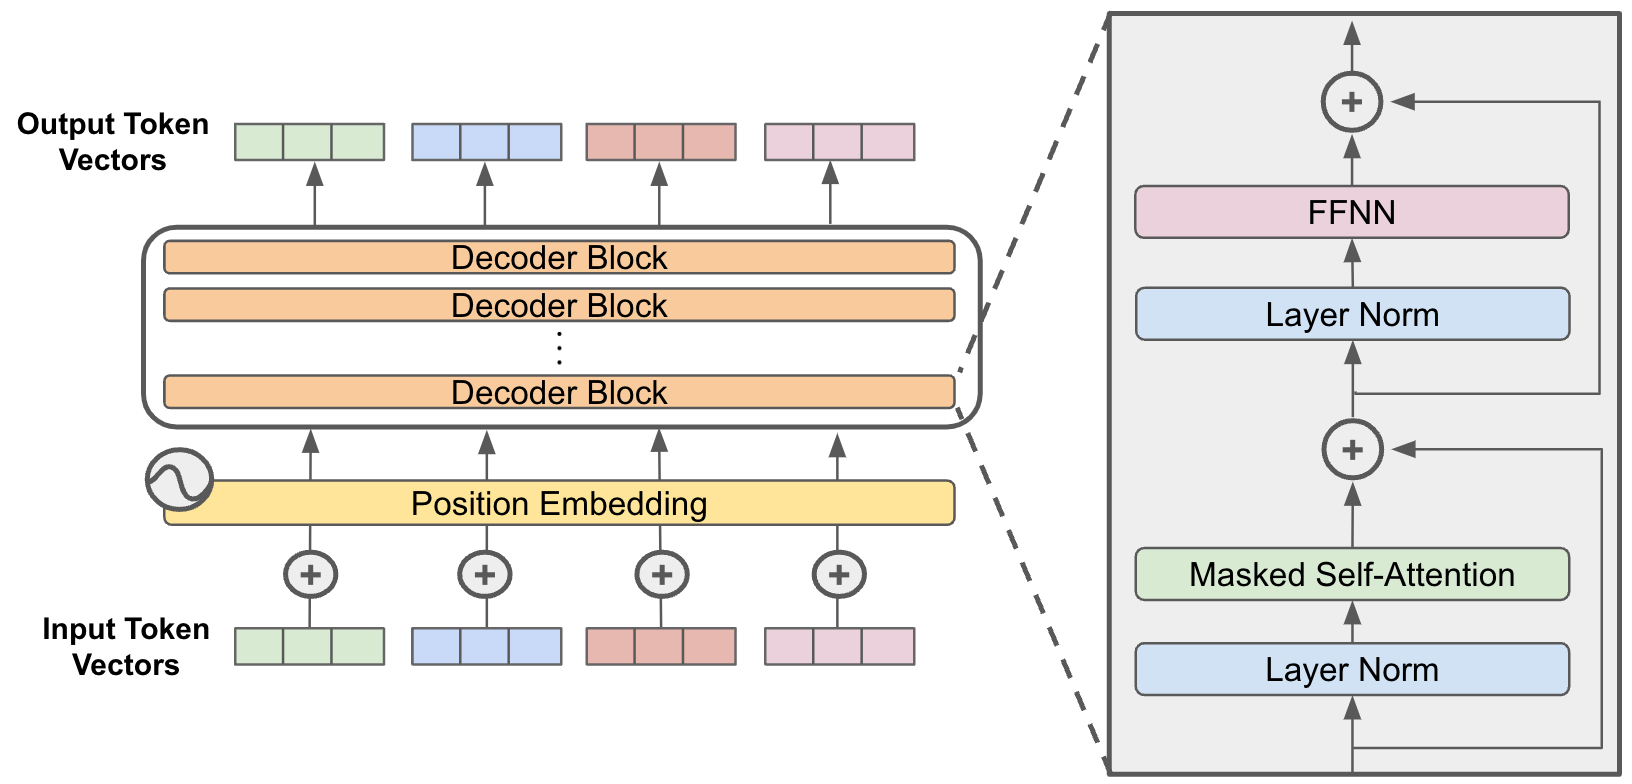 Output Token
Vectors
Decoder Block
Decoder Block
Decoder Block
Position Embedding
Input Token
Vectors
FFNN
Layer Norm
Masked Self-Attention
Layer Norm